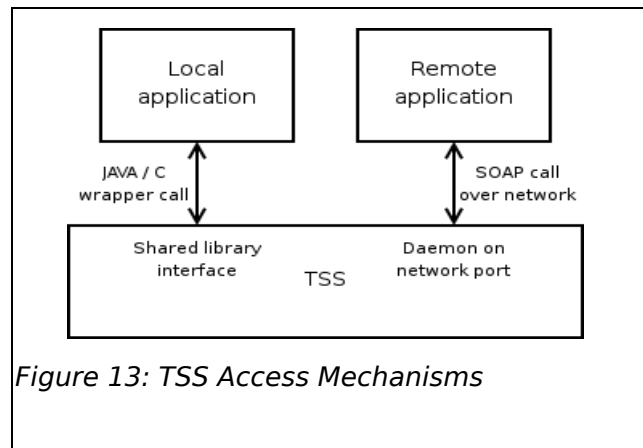 Local
application
Remote
application
JAVA / C
wrapper call
SOAP call
over network
Shared library
interface
TSS
Daemon on
network port
Figure 13: TSS Access Mechanisms